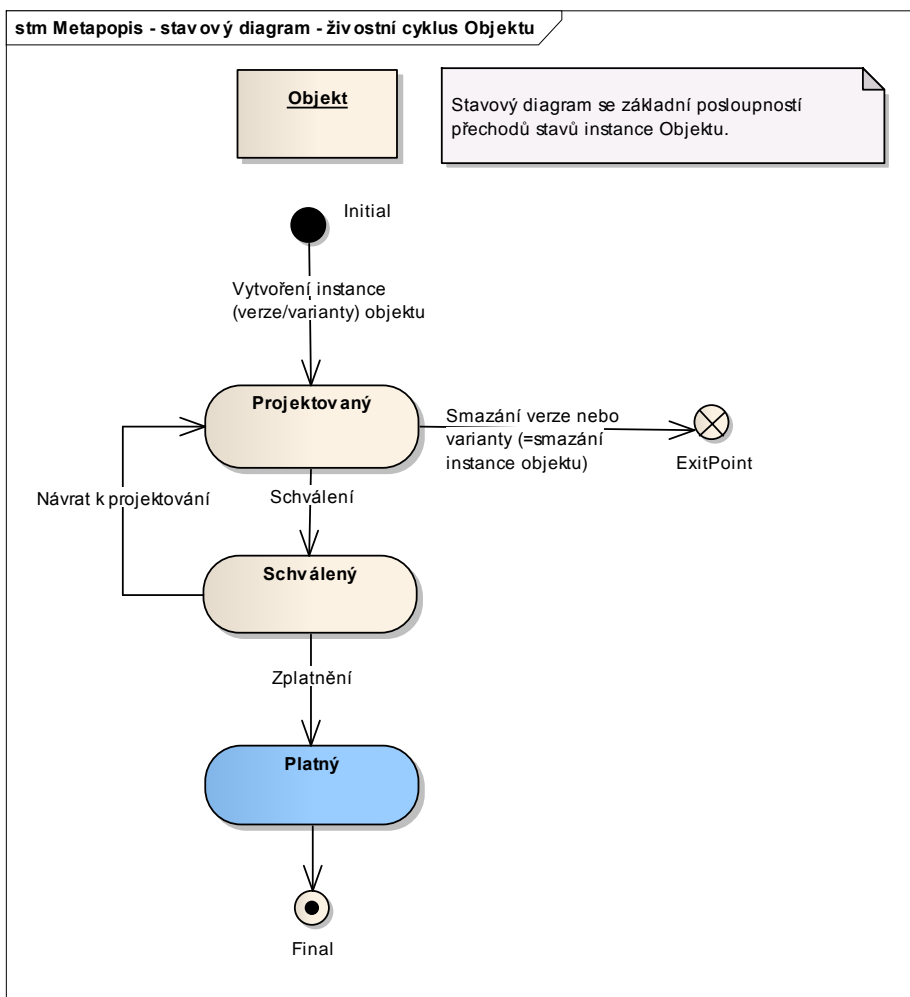 stm Metapopis - stavový diagram - živostní cyklus Objektu
Objekt
Stavový diagram se základní posloupností
přechodů stavů instance Objektu.
Initial
Vytvoření instance
(verze/varianty) objektu
Projektovaný
Smazání verze nebo
varianty (=smazání
instance objektu)
ExitPoint
Návrat k projektování
Schválení
Schválený
Zplatnění
Platný
Final